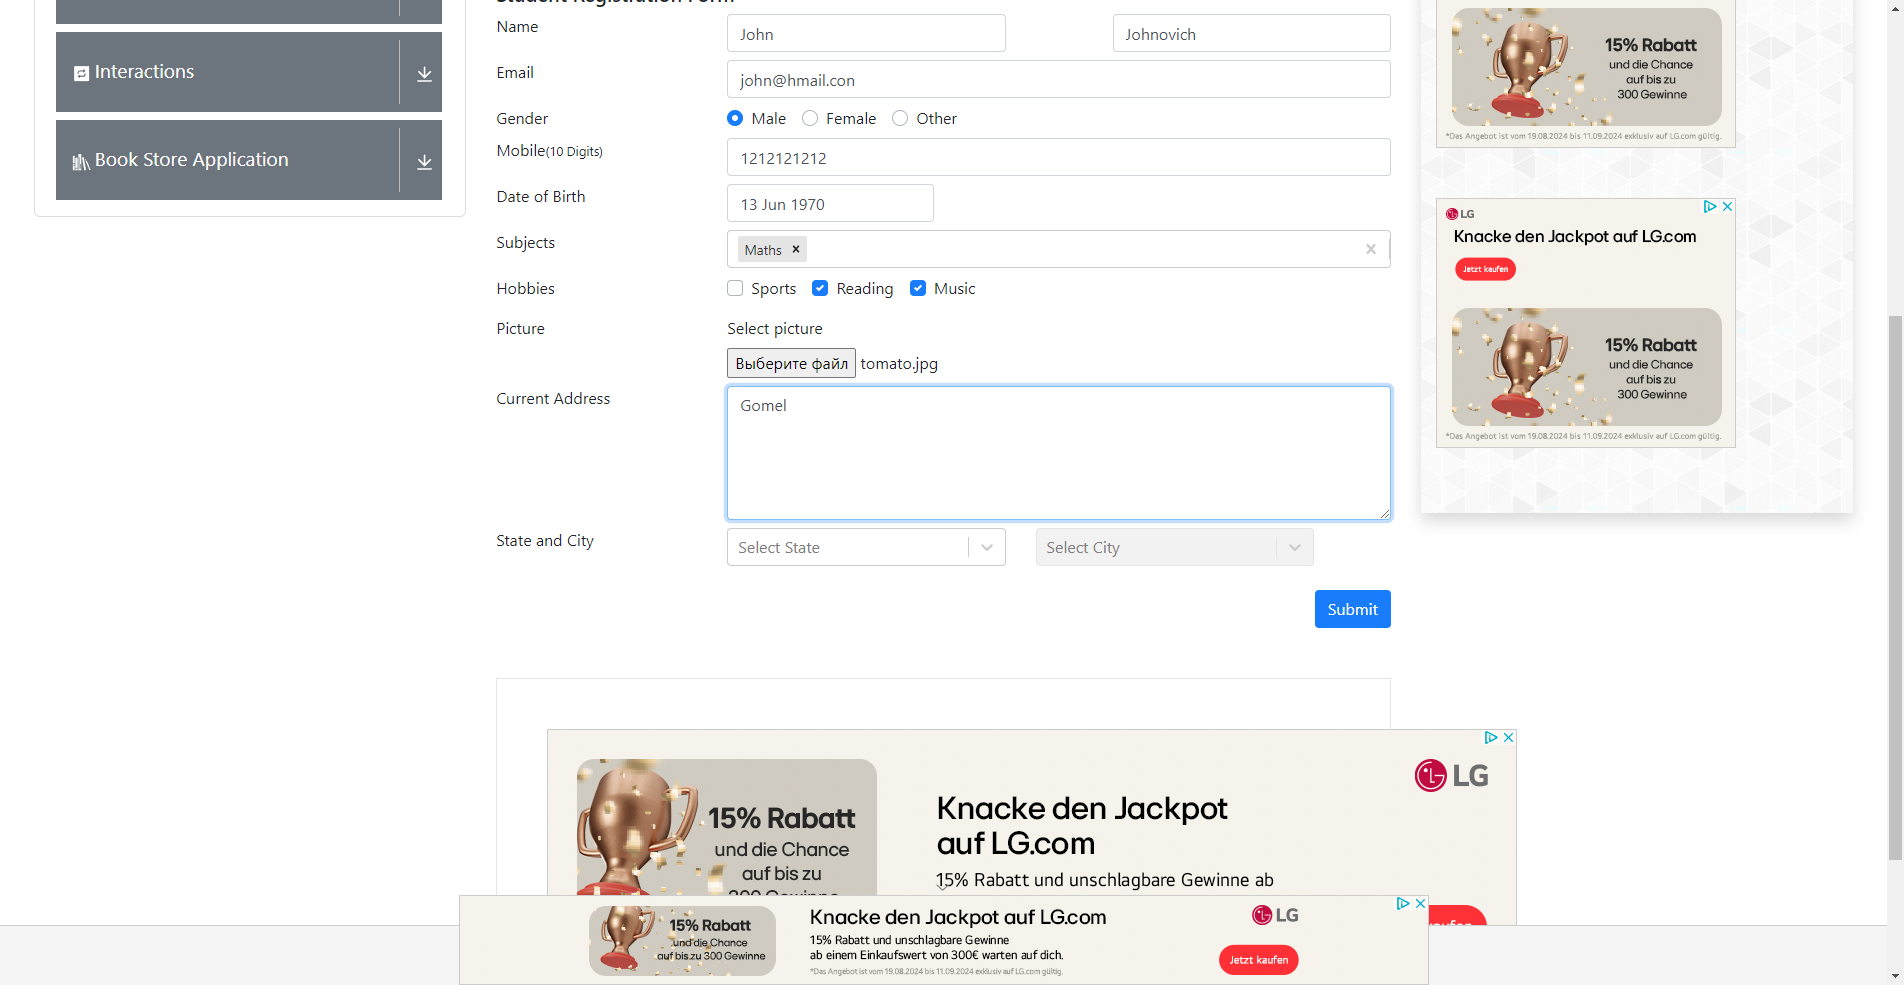 Student Registration Form
Interactions
Book Store Application
Name
John
Johnovich
Email
john@hmail.con
Gender
Male
Female
Other
Mobile(10 Digits)
1212121212
Date of Birth
13 Jun 1970
Subjects
Maths
Hobbies
Sports
Reading
Music
Picture
Select picture
Выберите файл
tomato.jpg
Current Address
Gomel
State and City
Select State
Select City
Submit
15% Rabatt
und die Chance
auf bis zu
300 Gewinne
*Das Angebot ist vom 19.08.2024 bis 11.09.2024 exklusiv auf LG.com gültig.
LG
Knacke den Jackpot auf LG.com
Jetzt kaufen
15% Rabatt
und die Chance
auf bis zu
300 Gewinne
*Das Angebot ist vom 19.08.2024 bis 11.09.2024 exklusiv auf LG.com gültig.
15% Rabatt
und die Chance
auf bis zu
300 Gewinne
LG
Knacke den Jackpot
auf LG.com
15% Rabatt und unschlagbare Gewinne ab
15% Rabatt
und die Chance
auf bis zu 300 Gewinne
Knacke den Jackpot auf LG.com
15% Rabatt und unschlagbare Gewinne
ab einem Einkaufswert von 300€ warten auf dich.
*Das Angebot ist vom 19.08.2024 bis 11.09.2024 exklusiv auf LG.com gültig.
LG
Jetzt kaufen